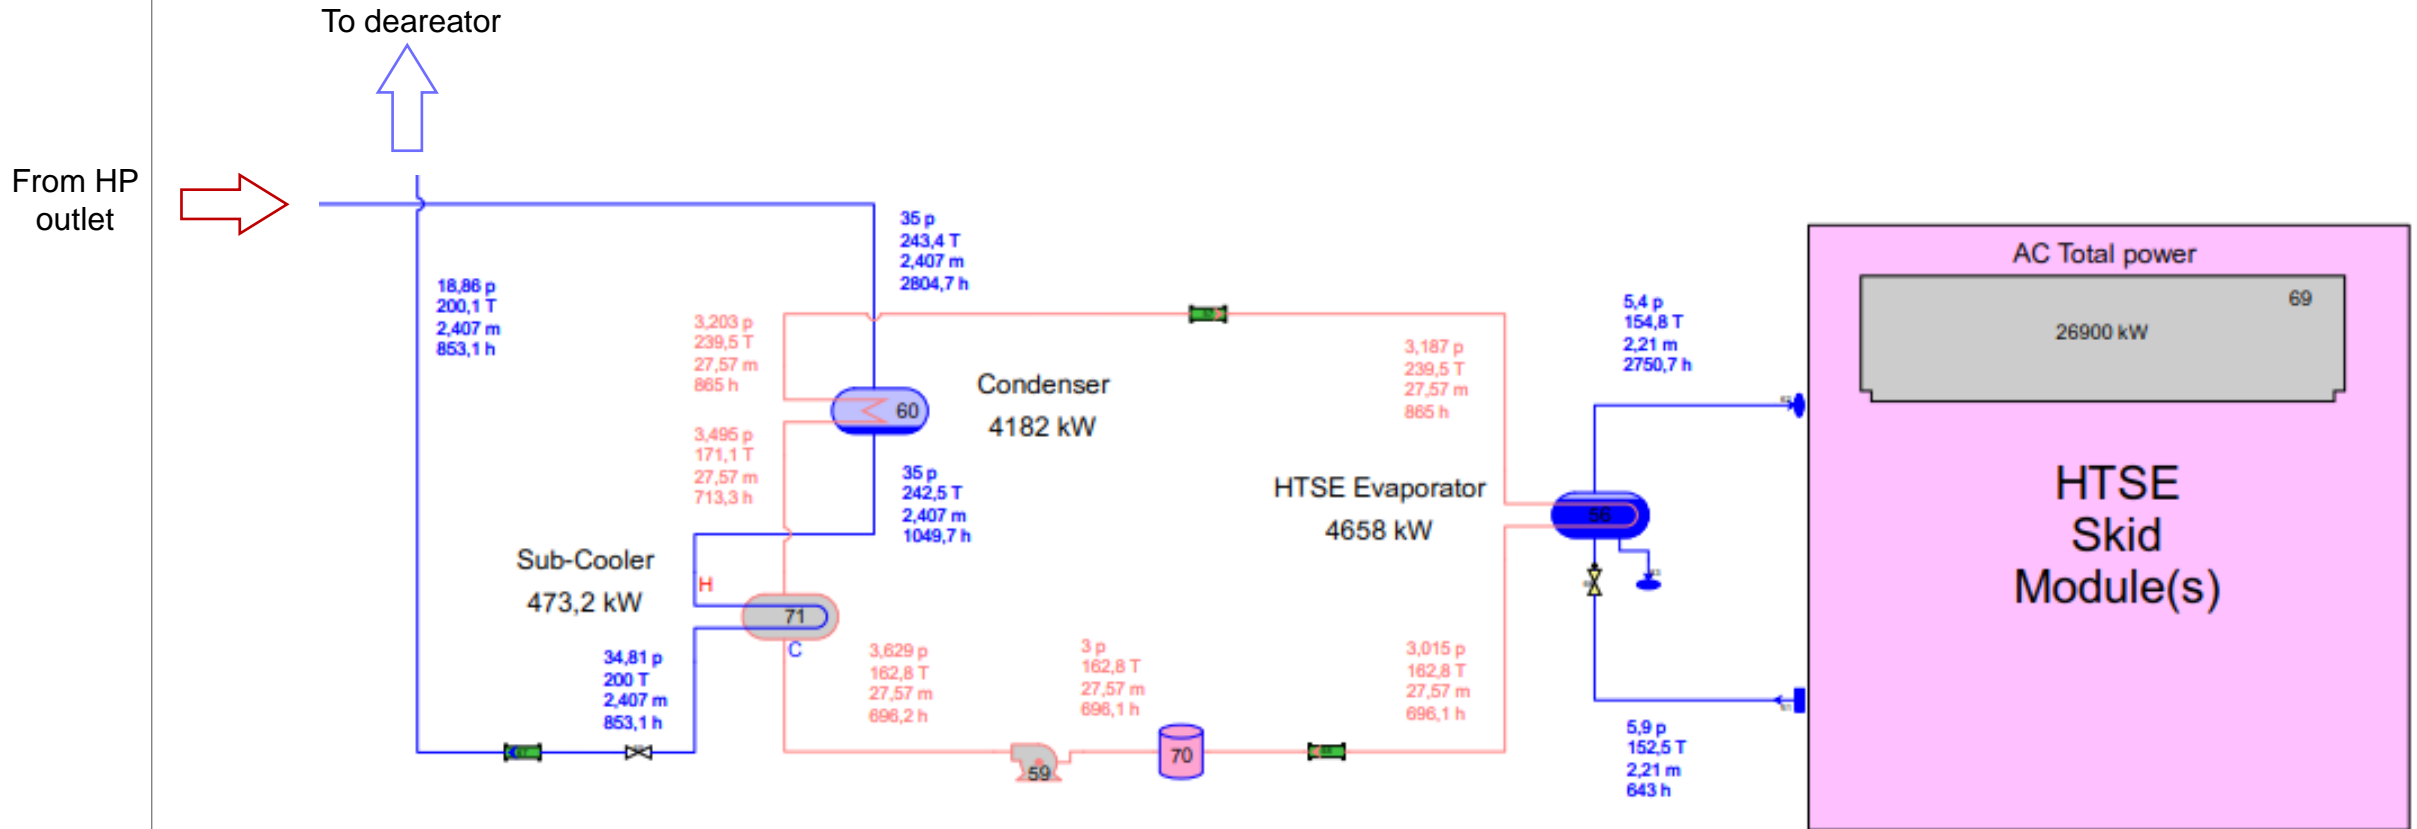 To deareator
From HP
outlet
35 p
243,4 T
2,407 m
2804,7 h
18,86 p
200,1 T
2,407 m
853,1 h
3,203 p
239,5 T
27,57 m
865 h
Condenser
4182 kW
60
3,495 p
171,1 T
27,57 m
713,3 h
35 p
242,5 T
2,407 m
1049,7 h
Sub-Cooler
473,2 kW
H
71
C
34,81 p
200 T
2,407 m
853,1 h
3,629 p
162,8 T
27,57 m
696,2 h
59
3 p
162,8 T
27,57 m
696,1 h
70
3,187 p
239,5 T
27,57 m
865 h
HTSE Evaporator
4658 kW
56
3,015 p
162,8 T
27,57 m
696,1 h
5,4 p
154,8 T
2,21 m
2750,7 h
5,9 p
152,5 T
2,21 m
643 h
AC Total power
69
26900 kW
HTSE
Skid
Module(s)